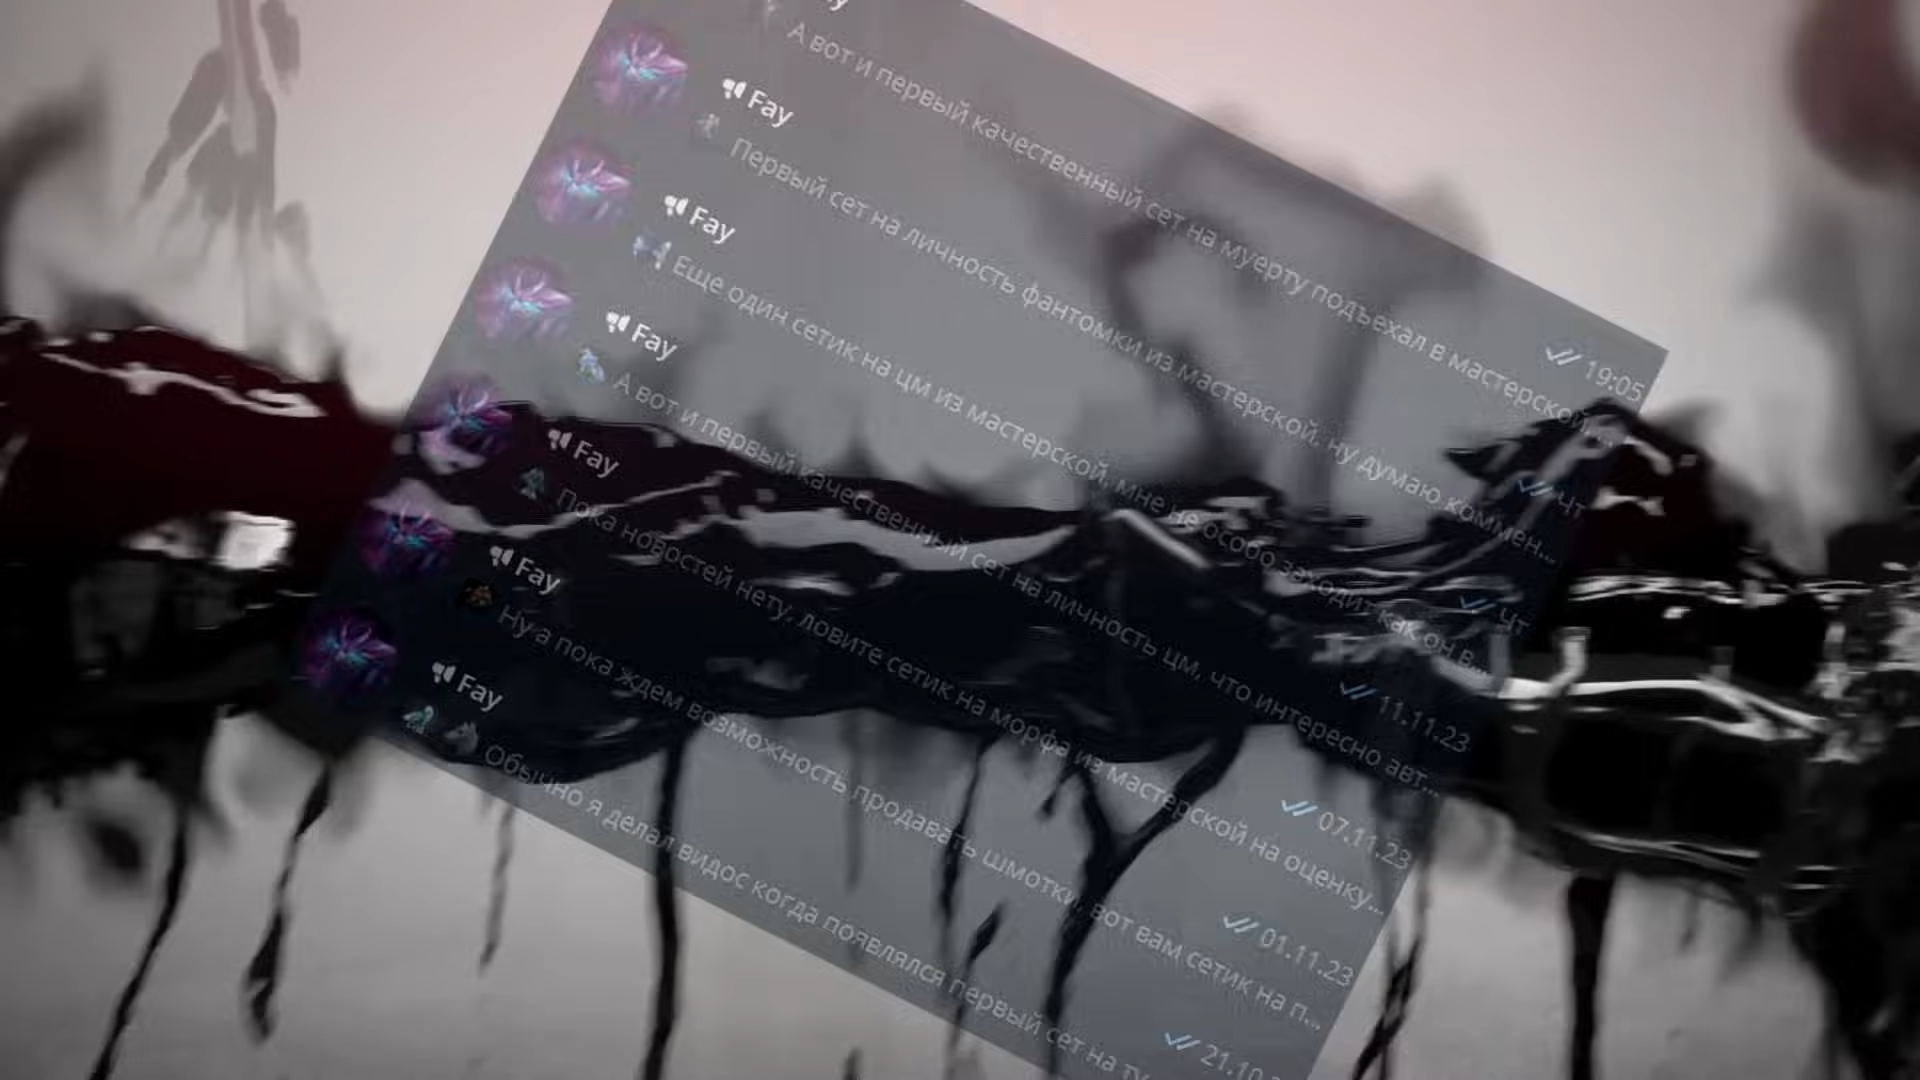 А вот и первый качественный сет на муерту подъехал в мастерской...
19:05
Fay
Первый сет на личность фантомки из мастерской, ну думаю коммен...
Чт
Fay
Еще один сетик на цм из мастерской, мне не особо заходит как он в...
Чт
Fay
А вот и первый качественный сет на личность цм, что интересно авт...
11.11.23
Fay
Пока новостей нету, ловите сетик на морфа из мастерской на оценку...
07.11.23
Fay
Ну а пока ждем возможность продавать шмотки, вот вам сетик на п...
01.11.23
Fay
Обычно я делал видос когда появлялся первый сет на
21.10